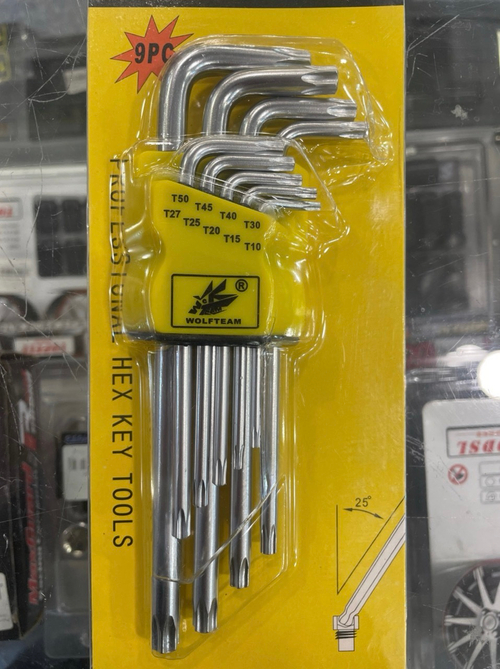 9PC
T50 T45 T40 T30
T27 T25 T20 T15 T10
®
WOLFTEAM
PROFESSIONAL HEX KEY TOOLS
25°